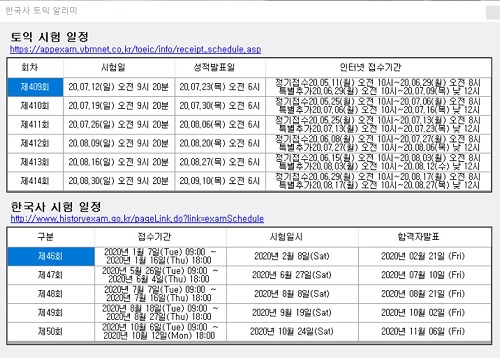 한국사 토익 알리미
토익 시험 일정
https://appexam.ybmnet.co.kr/toeic/info/receipt_schedule.asp
회차 시험일 성적발표일 인터넷 접수기간
제409회 20.07,12(일) 오전 9시 20분 20,07,23(목) 오전 6시 정기접수20.05,11(월) 오전 10시~20,06,29(월) 오전 8시
특별추가20,06,29(월) 오전 10시~20,07,09(목) 낮 12시
제410회 20.07,19(일) 오전 9시 20분 20,07,30(목) 오전 6시 정기접수20,05,25(월) 오전 10시~20,07,06(월) 오전 8시
특별추가20,07,06(월) 오전 10시~20,07,16(목) 낮 12시
제411회 20.07,26(일) 오전 9시 20분 20,08,06(목) 오전 6시 정기접수20,05,25(월) 오전 10시~20,07,13(월) 오전 8시
특별추가20,07,13(월) 오전 10시~20,07,23(목) 낮 12시
제412회 20.08,09(일) 오전 9시 20분 20,08,20(목) 오전 6시 정기접수20,06,08(월) 오전 10시~20,07,27(월) 오전 8시
특별추가20,07,27(월) 오전 10시~20,08,06(목) 낮 12시
제413회 20.08,16(일) 오전 9시 20분 20,08,27(목) 오전 6시 정기접수20,06,15(월) 오전 10시~20,08,03(월) 오전 8시
특별추가20,08,03(월) 오전 10시~20,08,12(수) 낮 12시
제414회 20.08,30(일) 오전 9시 20분 20,09,10(목) 오전 6시 정기접수20,06,29(월) 오전 10시~20,08,17(월) 오전 8시
특별추가20,08,17(월) 오전 10시~20,08,27(목) 낮 12시
한국사 시험 일정
http://www.historyexam.go.kr/pageLink.do?link=examSchedule
구분 접수기간 시험일시 합격자발표
제46회 2020년 1월 7일(Tue) 09:00 ~
2020년 1월 16일(Thu) 18:00 2020년 2월 8일(Sat) 2020년 02월 21일 (Fri)
제47회 2020년 5월 26일(Tue) 09:00 ~
2020년 6월 4일(Thu) 18:00 2020년 6월 27일(Sat) 2020년 07월 10일 (Fri)
제48회 2020년 7월 7일(Tue) 09:00 ~
2020년 7월 16일(Thu) 18:00 2020년 8월 8일(Sat) 2020년 08월 21일 (Fri)
제49회 2020년 8월 18일(Tue) 09:00 ~
2020년 8월 27일(Thu) 18:00 2020년 9월 19일(Sat) 2020년 10월 02일 (Fri)
제50회 2020년 10월 6일(Tue) 09:00 ~
2020년 10월 12일(Mon) 18:00 2020년 10월 24일(Sat) 2020년 11월 06일 (Fri)